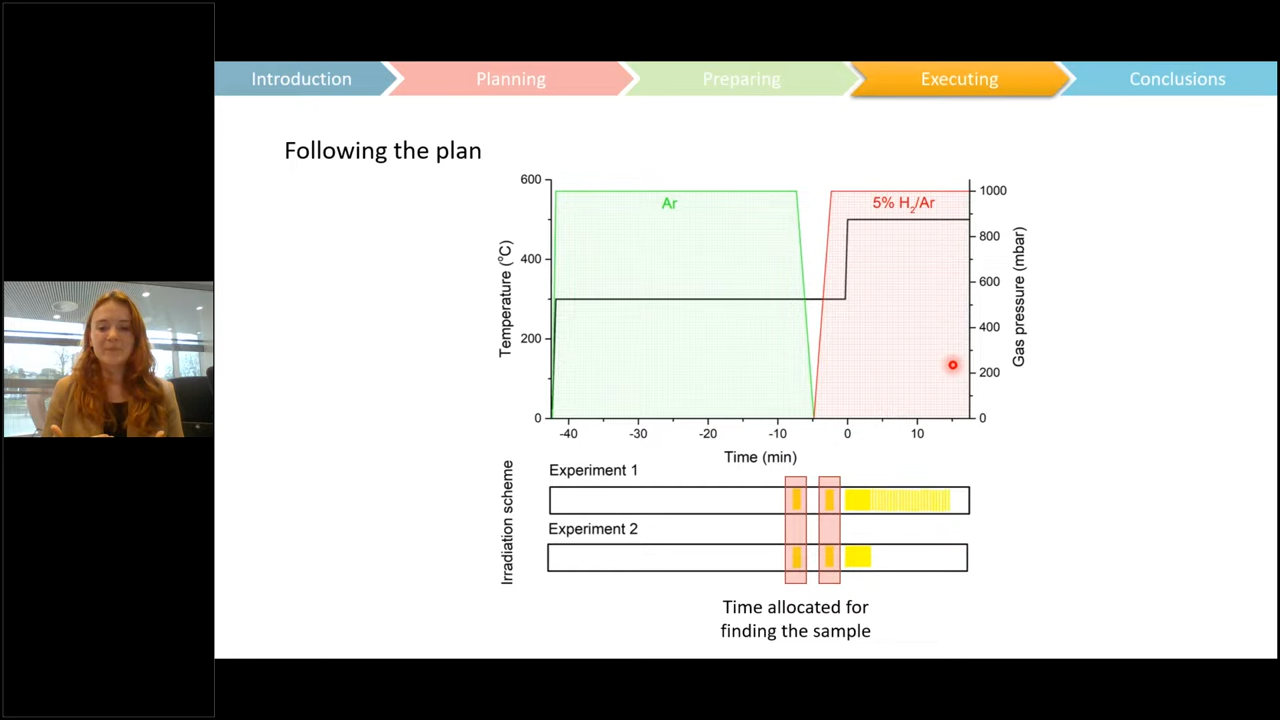 Introduction
Planning
Preparing
Executing
Conclusions
Following the plan
600
400
200
0
Temperature (°C)
Ar
5% H₂/Ar
1000
800
600
400
200
0
Gas pressure (mbar)
-40
-30
-20
-10
0
10
Time (min)
Irradiation scheme
Experiment 1
Experiment 2
Time allocated for
finding the sample